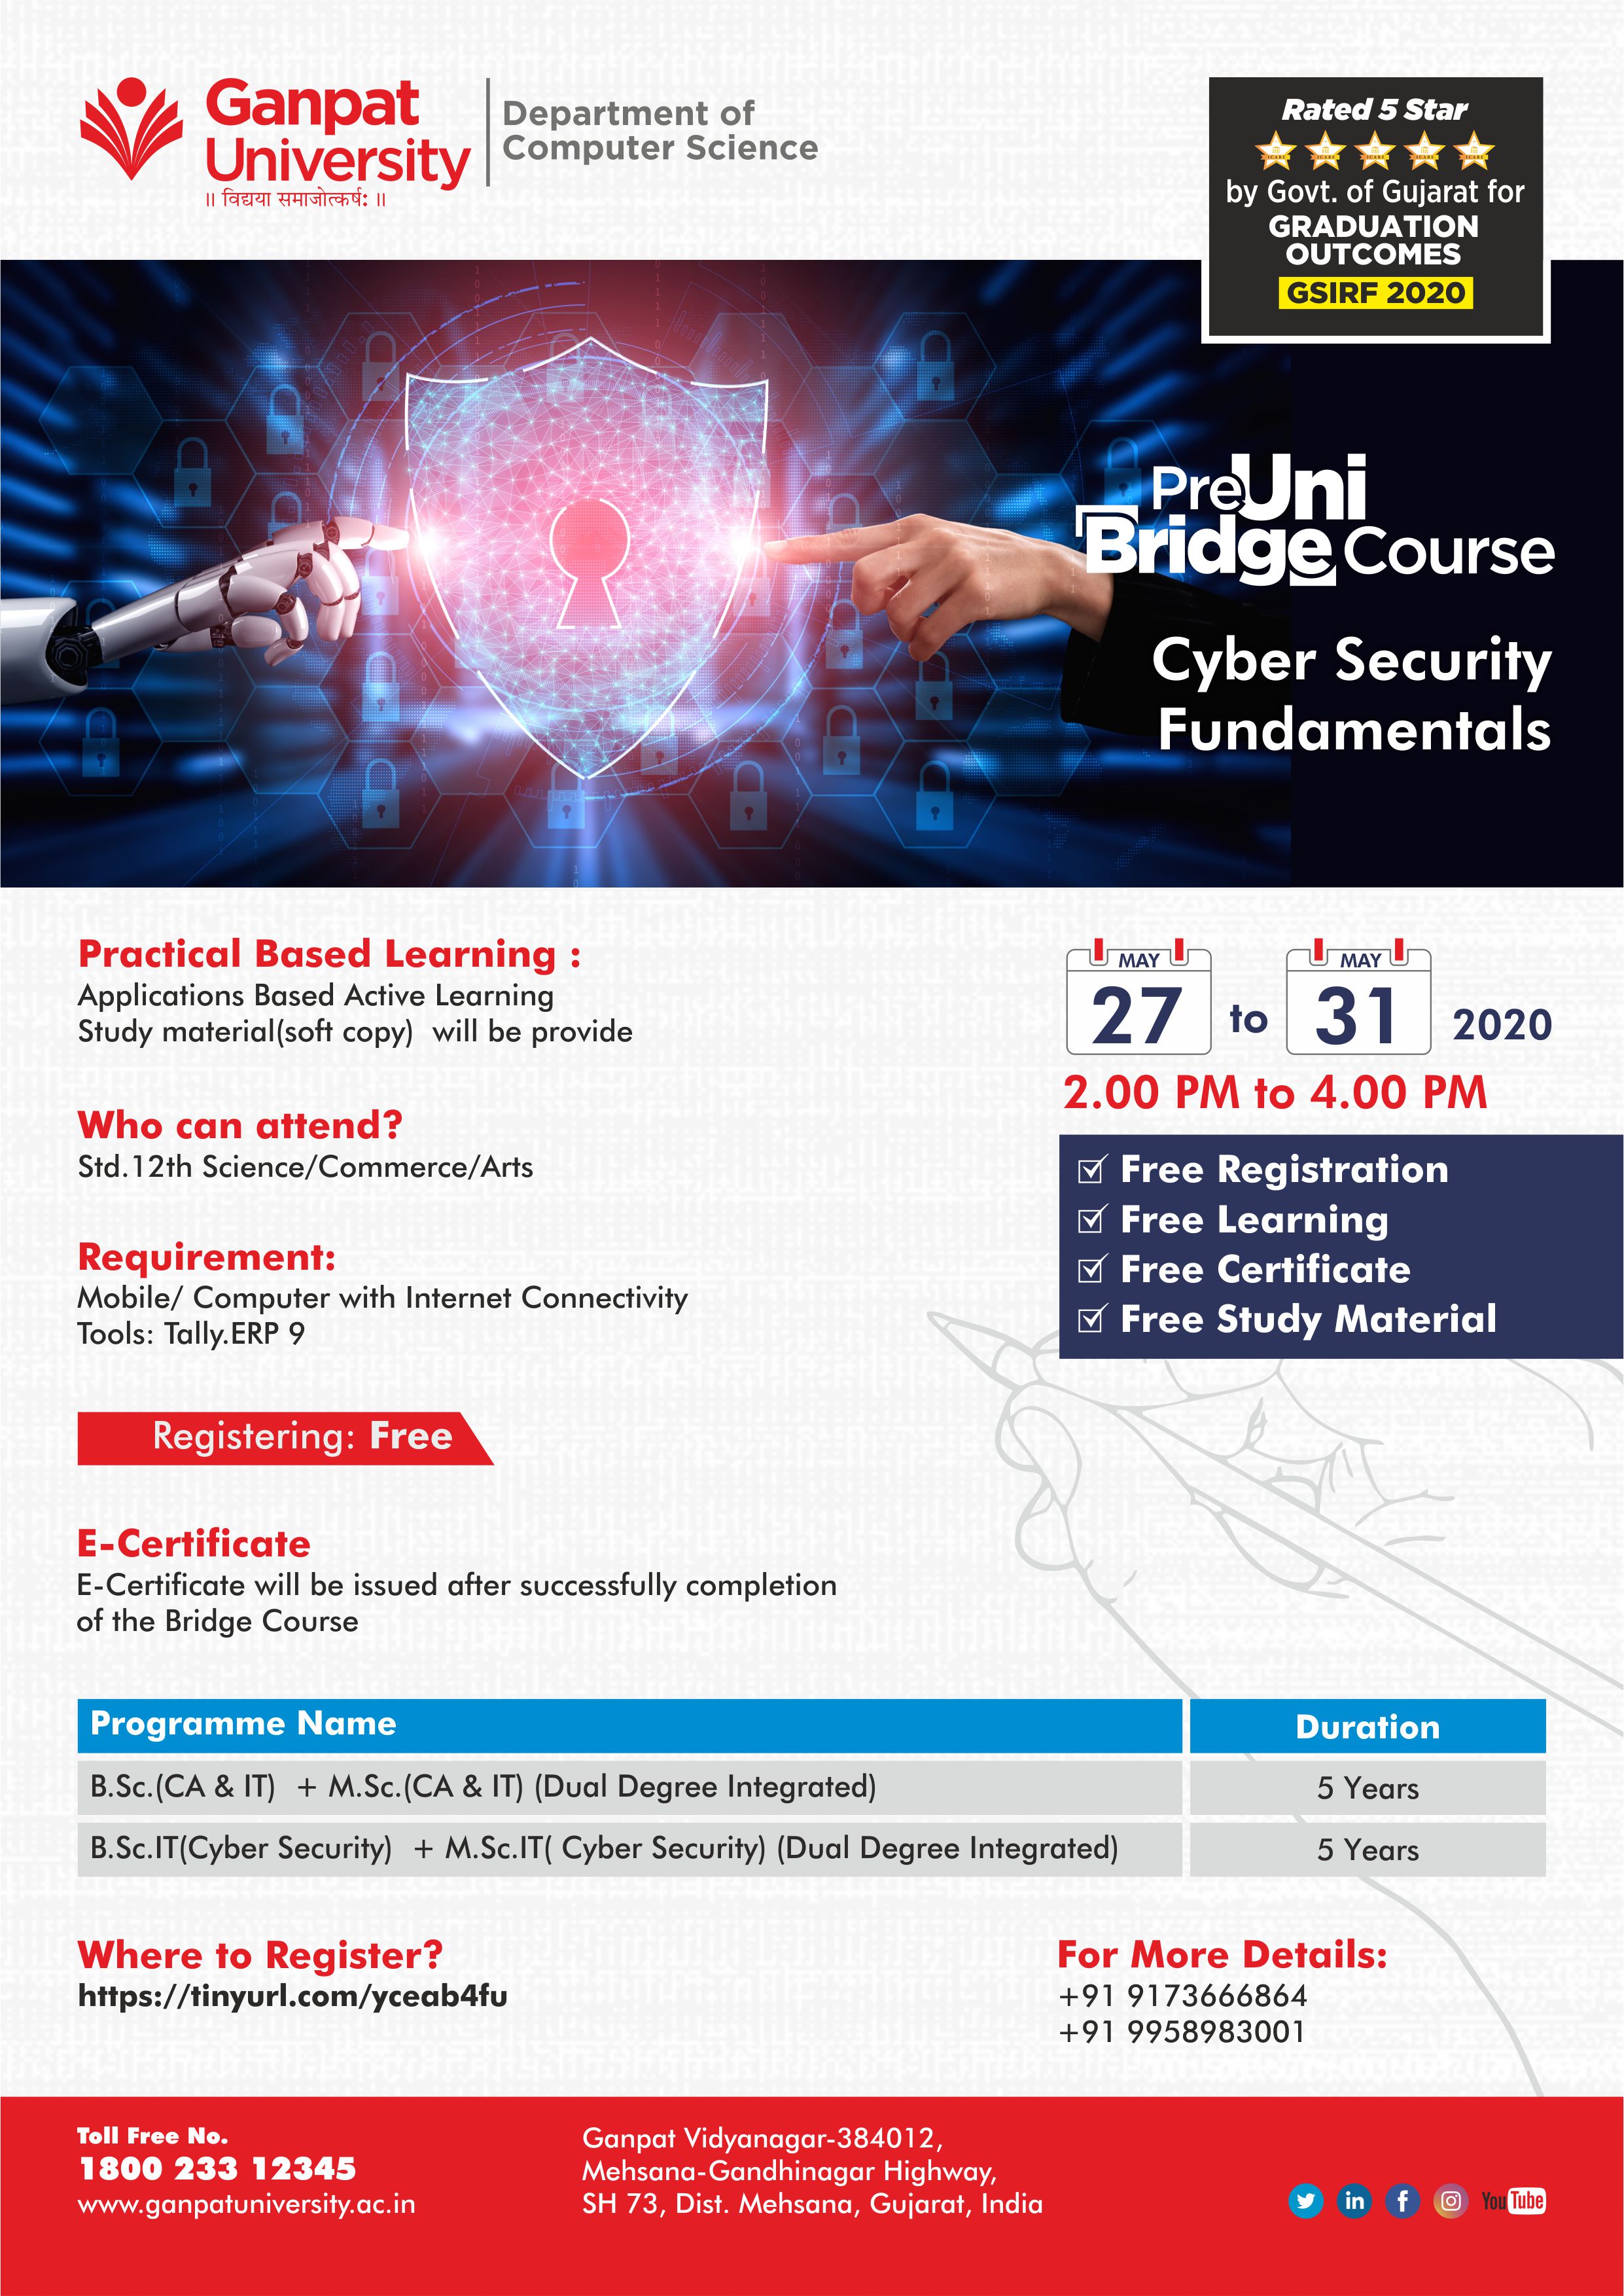 Ganpat
University
॥ विद्यया समाजोत्कर्षः ॥
Department of
Computer Science
Rated 5 Star
by Govt. of Gujarat for
GRADUATION
OUTCOMES
GSIRF 2020
PreUni
Bridge Course
Cyber Security
Fundamentals
Practical Based Learning :
Applications Based Active Learning
Study material(soft copy)  will be provide
Who can attend?
Std.12th Science/Commerce/Arts
Requirement:
Mobile/ Computer with Internet Connectivity
Tools: Tally.ERP 9
Registering: Free
E-Certificate
E-Certificate will be issued after successfully completion
of the Bridge Course
MAY MAY
27 to 31 2020
2.00 PM to 4.00 PM
Free Registration
Free Learning
Free Certificate
Free Study Material
Programme Name Duration
B.Sc.(CA & IT)  + M.Sc.(CA & IT) (Dual Degree Integrated) 5 Years
B.Sc.IT(Cyber Security)  + M.Sc.IT( Cyber Security) (Dual Degree Integrated) 5 Years
Where to Register?
https://tinyurl.com/yceab4fu
For More Details:
+91 9173666864
+91 9958983001
Toll Free No.
1800 233 12345
www.ganpatuniversity.ac.in
Ganpat Vidyanagar-384012,
Mehsana-Gandhinagar Highway,
SH 73, Dist. Mehsana, Gujarat, India
in f YouTube